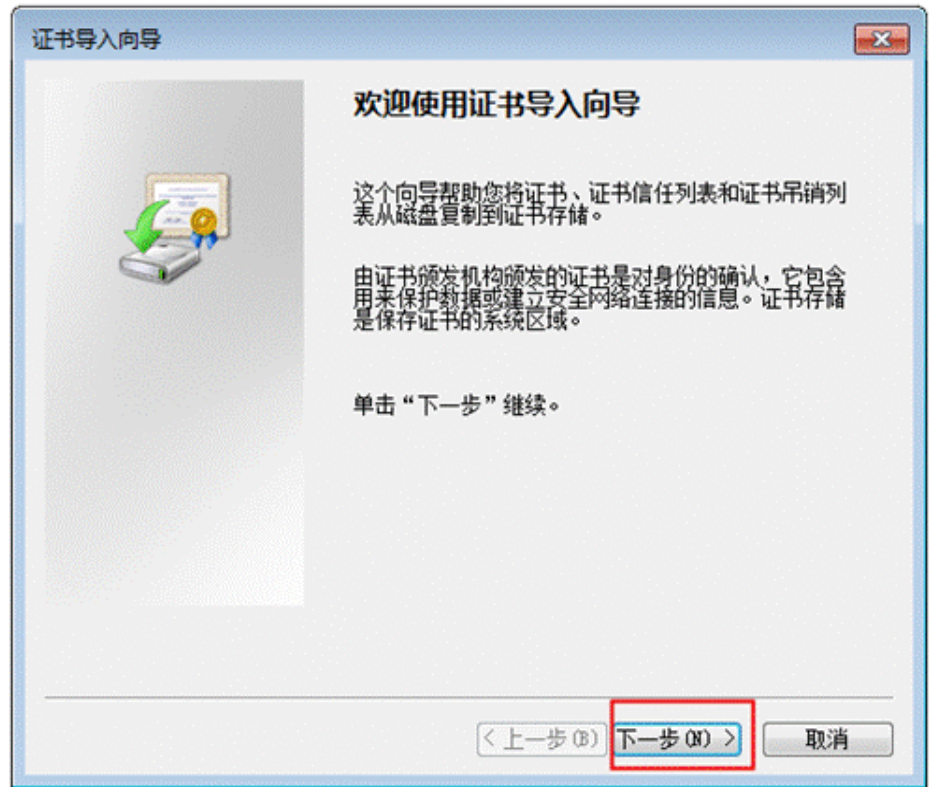 证书导入向导
欢迎使用证书导入向导
这个向导帮助您将证书、证书信任列表和证书吊销列
表从磁盘复制到证书存储。
由证书颁发机构颁发的证书是对身份的确认，它包含
用来保护数据或建立安全网络连接的信息。证书存储
是保存证书的系统区域。
单击“下一步”继续。
< 上一步(B) 下一步(N) > 取消